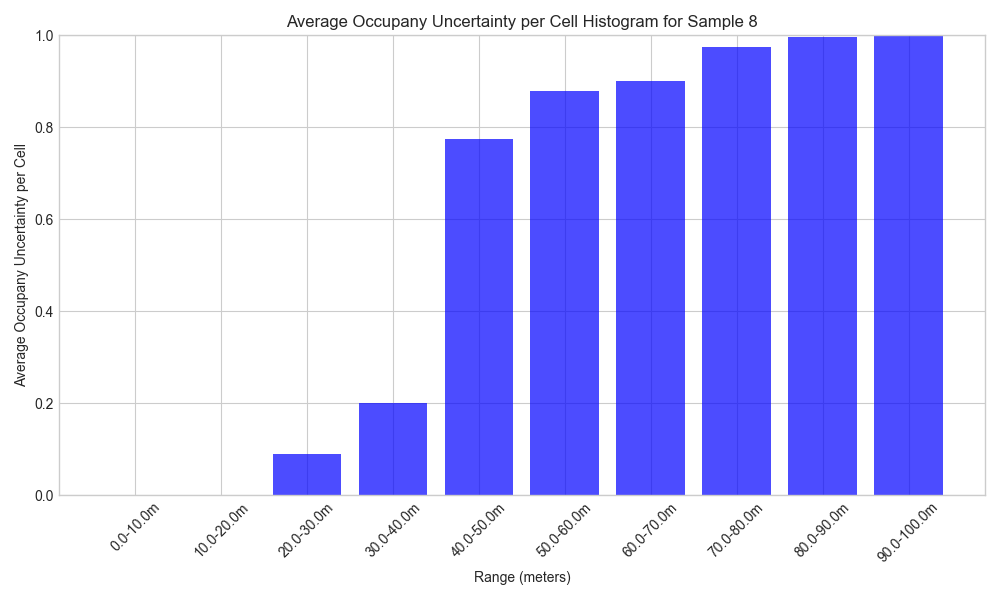 Average Occupany Uncertainty per Cell Histogram for Sample 8
Average Occupany Uncertainty per Cell
1.0
0.8
0.6
0.4
0.2
0.0
0.0-10.0m
10.0-20.0m
20.0-30.0m
30.0-40.0m
40.0-50.0m
50.0-60.0m
60.0-70.0m
70.0-80.0m
80.0-90.0m
90.0-100.0m
Range (meters)